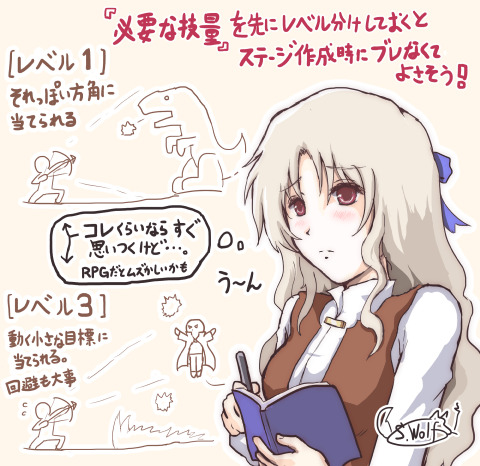 『必要な技量』を先にレベル分けしておくと
ステージ作成時にブレなくて
よさそう!
[レベル1]
それっぽい方角に
当てられる
コレくらいなら すぐ
思いつくけど…。
RPGだとムズかしいかも
う〜ん
[レベル3]
動く小さな目標に
当てられる。
回避も大事
S.Wolf